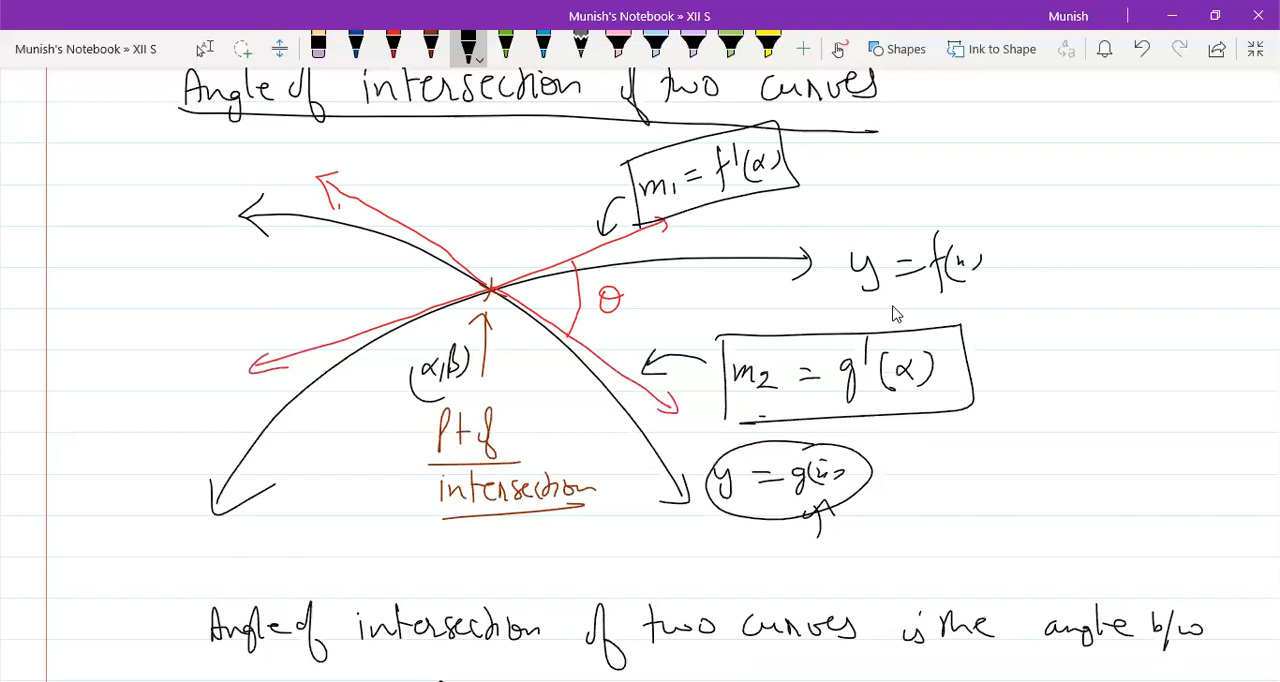 Munish's Notebook » XII S
Munish
Munish's Notebook » XII S
Shapes
Ink to Shape
Angle of intersection of two curves
m₁ = f'(α)
y = f(x)
θ
(α,β)
m₂ = g'(α)
pt of
intersection
y = g(x)
Angle of intersection of two curves is the angle b/w